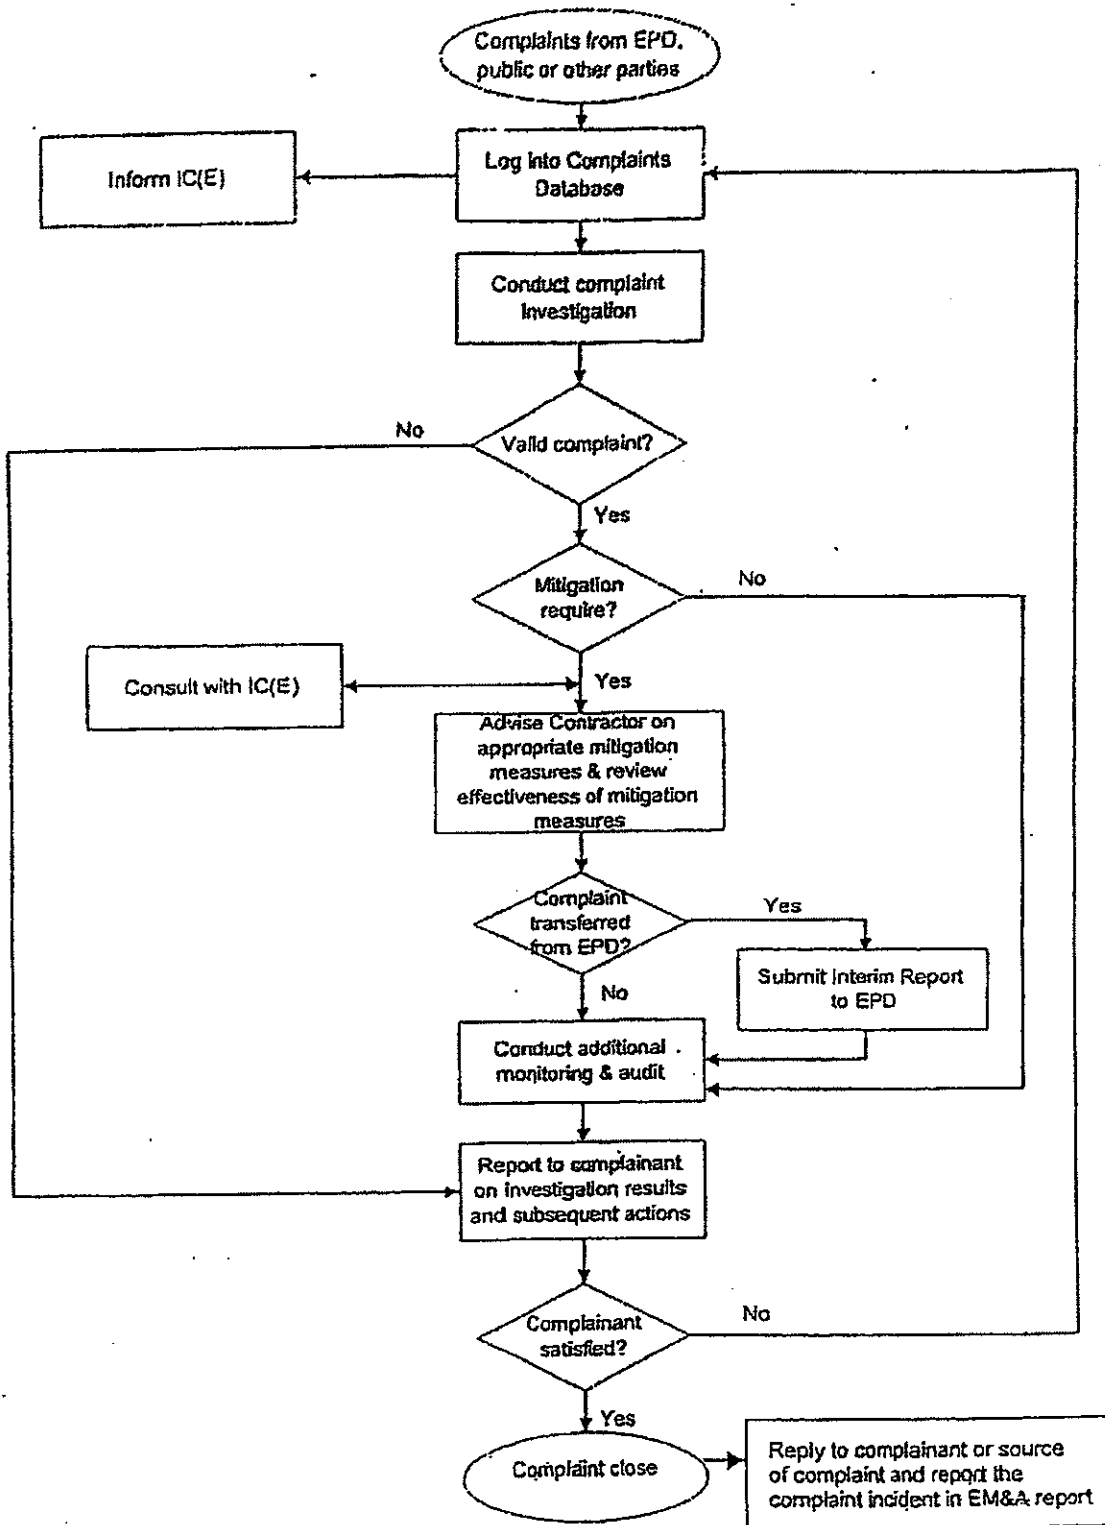 Complaints from EPD,
public or other parties
Inform IC(E)
Log into Complaints
Database
Conduct complaint
Investigation
No
Valid complaint?
Yes
Mitigation
require?
No
Consult with IC(E)
Yes
Advise Contractor on
appropriate mitigation
measures & review
effectiveness of mitigation
measures
Complaint
transferred
from EPD?
Yes
Submit Interim Report
to EPD
No
Conduct additional
monitoring & audit
Report to complainant
on investigation results
and subsequent actions
Complainant
satisfied?
No
Yes
Complaint close
Reply to complainant or source
of complaint and report the
complaint incident in EM&A report